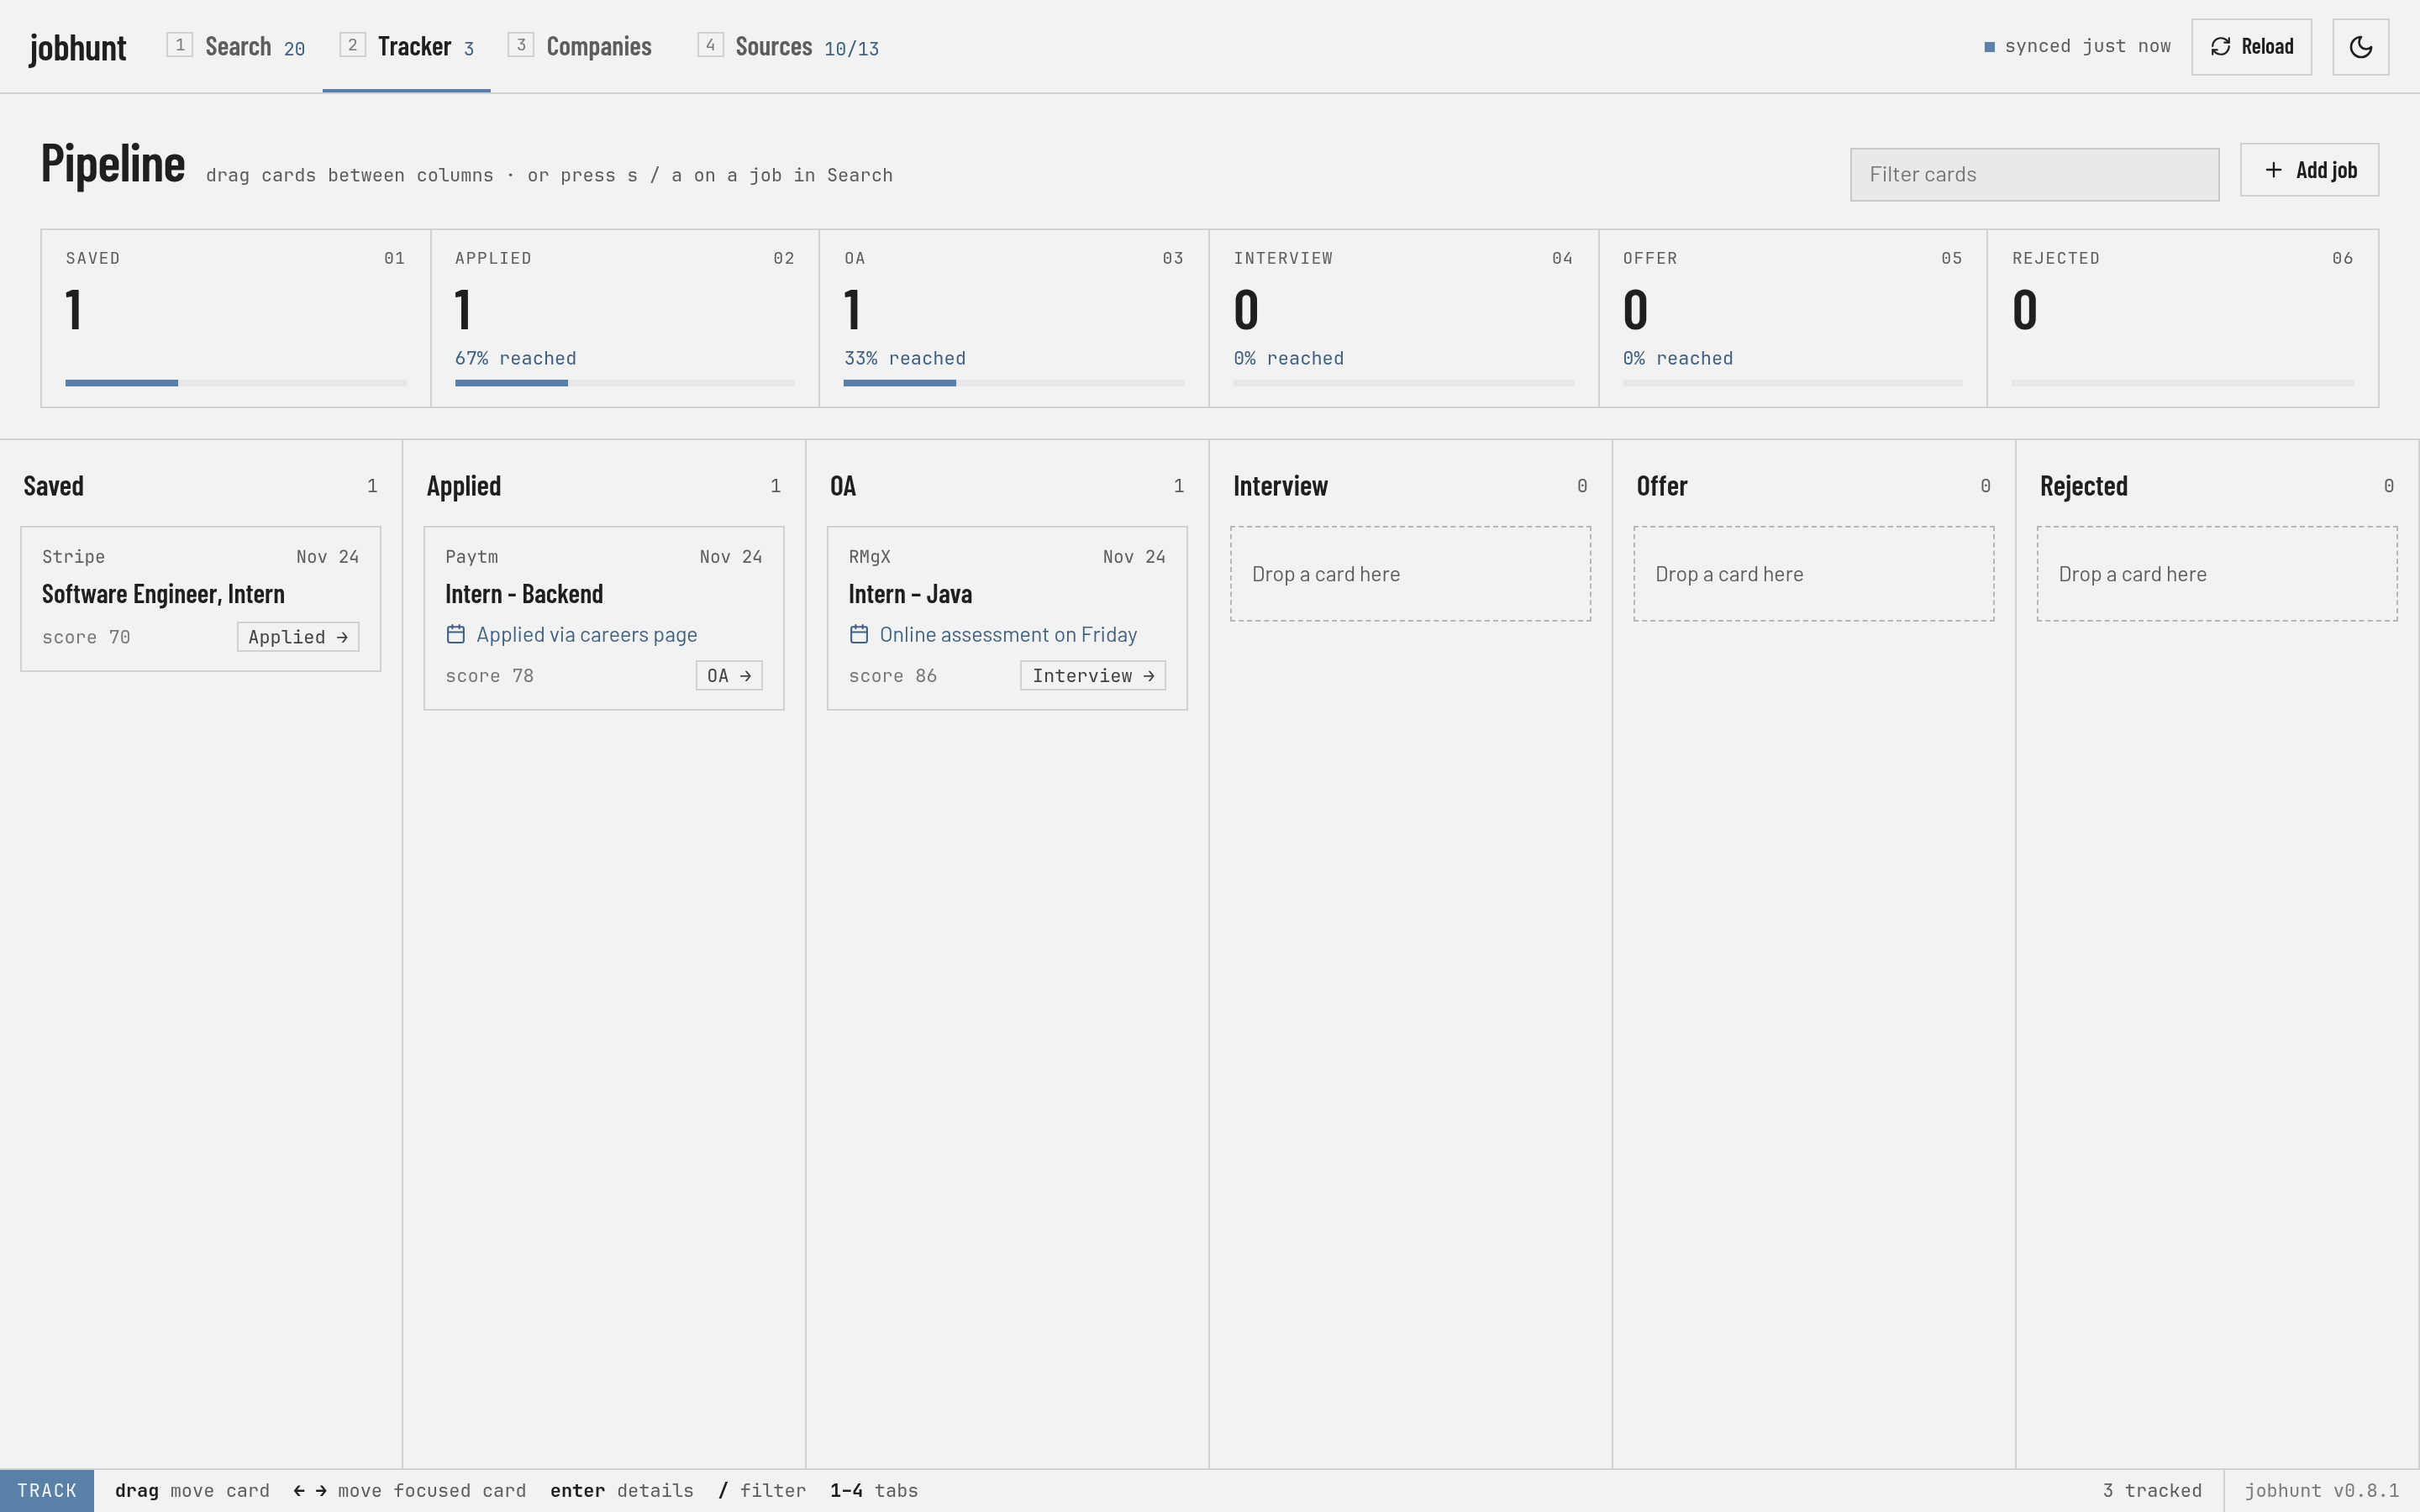 jobhunt 1 Search 20 2 Tracker 3 3 Companies 4 Sources 10/13 synced just now Reload
Pipeline drag cards between columns · or press s / a on a job in Search Filter cards + Add job
SAVED 01 APPLIED 02 OA 03 INTERVIEW 04 OFFER 05 REJECTED 06
1 1 1 0 0 0
67% reached 33% reached 0% reached 0% reached
Saved 1 Applied 1 OA 1 Interview 0 Offer 0 Rejected 0
Stripe Nov 24
Software Engineer, Intern
score 70 Applied →
Paytm Nov 24
Intern - Backend
Applied via careers page
score 78 OA →
RMgX Nov 24
Intern – Java
Online assessment on Friday
score 86 Interview →
Drop a card here
Drop a card here
Drop a card here
TRACK drag move card ← → move focused card enter details / filter 1–4 tabs 3 tracked jobhunt v0.8.1